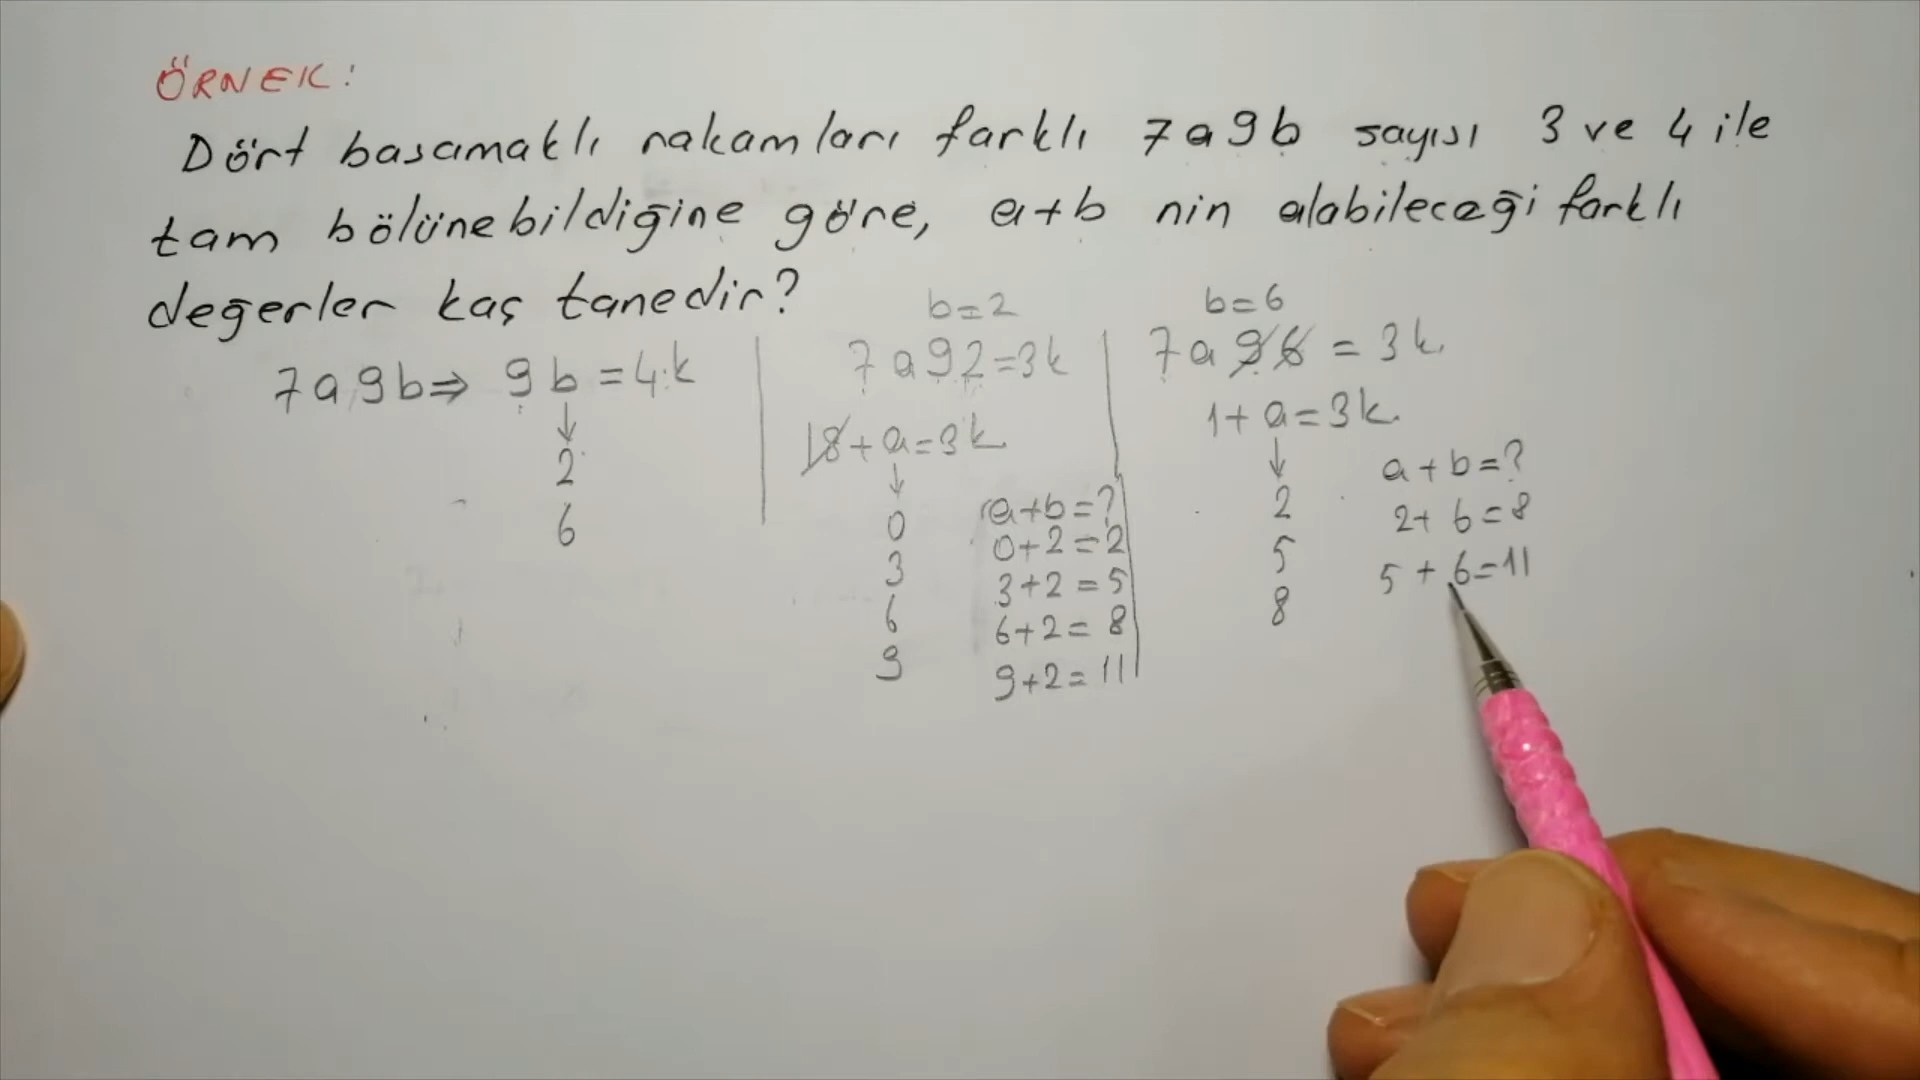 ÖRNEK:
Dört basamaklı rakamları farklı 7a9b sayısı 3 ve 4 ile
tam bölünebildiğine göre, a+b nin alabileceği farklı
değerler kaç tanedir?
7a9b ⇒ 9b = 4.k
↓
2
6
b=2
7a92=3k
18+a=3k
↓
0
3
6
9
a+b=?
0+2=2
3+2=5
6+2=8
9+2=11
b=6
7a96=3k
1+a=3k
↓
2
5
8
a+b=?
2+6=8
5+6=11